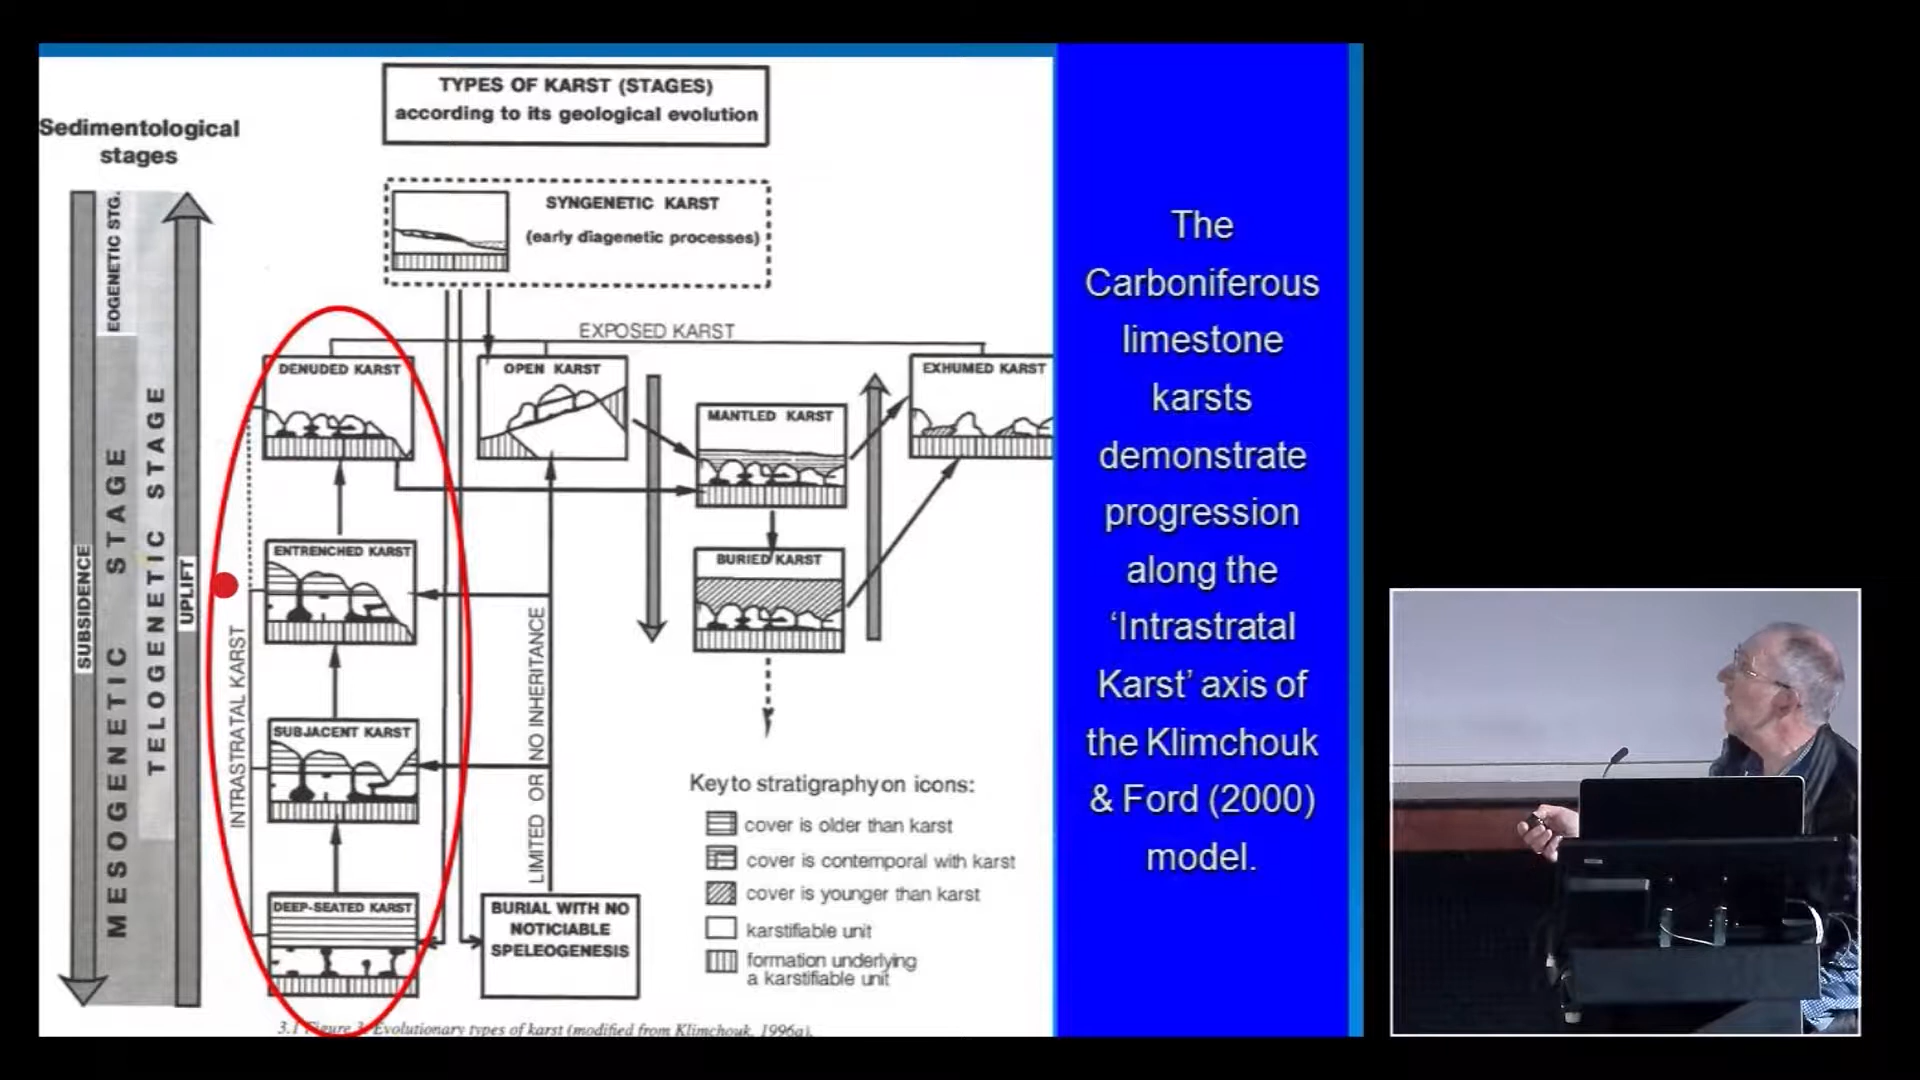 TYPES OF KARST (STAGES)
according to its geological evolution
Sedimentological
stages
SYNGENETIC KARST
(early diagenetic processes)
EOGENETIC STG.
MESOGENETIC STAGE
TELOGENETIC STAGE
SUBSIDENCE
UPLIFT
EXPOSED KARST
DENUDED KARST
OPEN KARST
EXHUMED KARST
MANTLED KARST
BURIED KARST
ENTRENCHED KARST
INTRASTRATAL KARST
SUBJACENT KARST
LIMITED OR NO INHERITANCE
DEEP-SEATED KARST
BURIAL WITH NO
NOTICIABLE
SPELEOGENESIS
Key to stratigraphy on icons:
cover is older than karst
cover is contemporal with karst
cover is younger than karst
karstifiable unit
formation underlying
a karstifiable unit
3.1 Figure 3. Evolutionary types of karst (modified from Klimchouk, 1996a).
The
Carboniferous
limestone
karsts
demonstrate
progression
along the
‘Intrastratal
Karst’ axis of
the Klimchouk
& Ford (2000)
model.